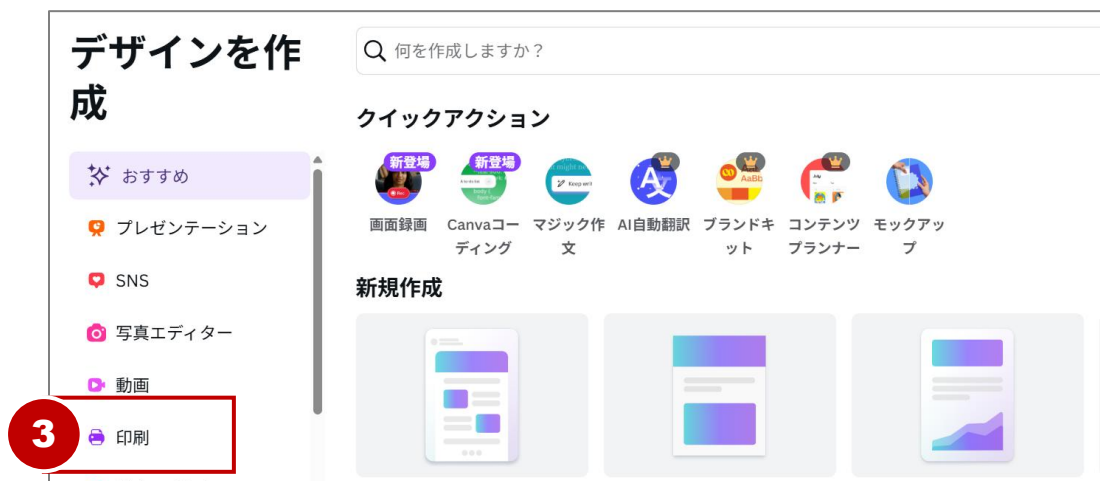 デザインを作
成
おすすめ
プレゼンテーション
SNS
写真エディター
動画
3
印刷
何を作成しますか？
クイックアクション
新登場
新登場
画面録画
Canvaコー
ディング
マジック作
文
AI自動翻訳
ブランドキ
ット
コンテンツ
プランナー
モックアッ
プ
新規作成